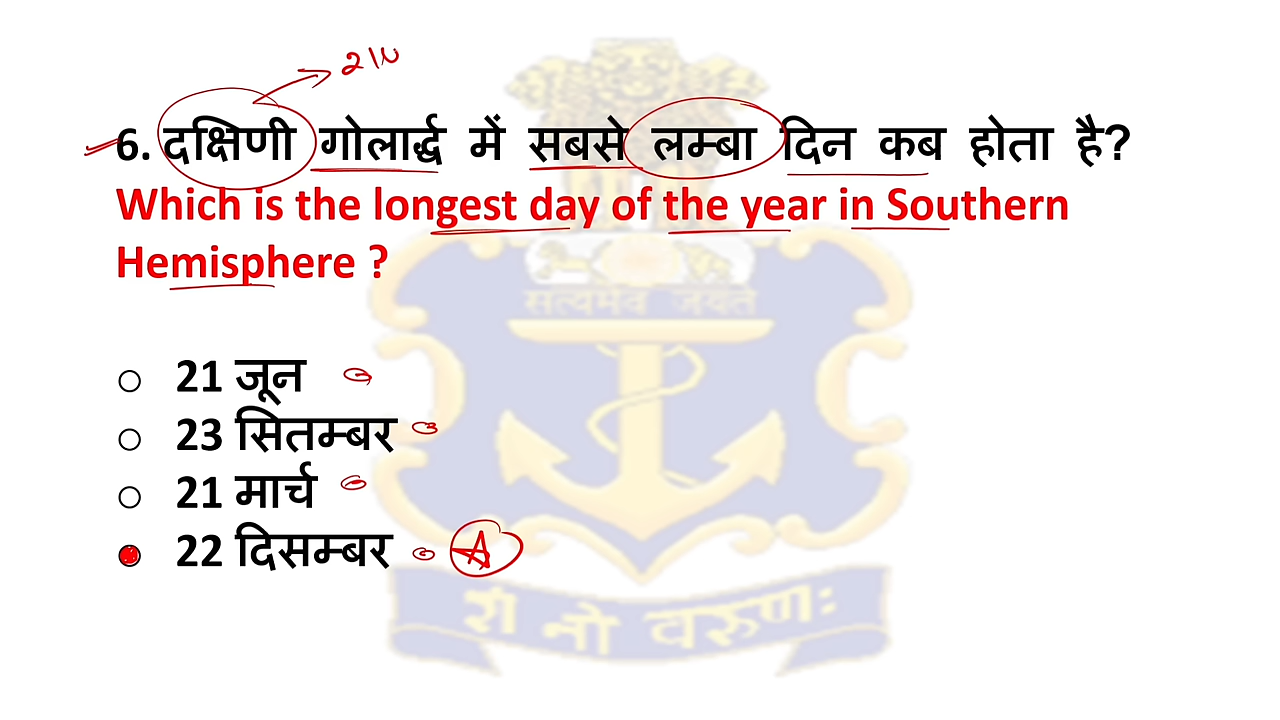 6. दक्षिणी गोलार्द्ध में सबसे लम्बा दिन कब होता है?
Which is the longest day of the year in Southern
Hemisphere ?
21 जून
23 सितम्बर
21 मार्च
22 दिसम्बर
सत्यमेव जयते
शं नो वरुणः